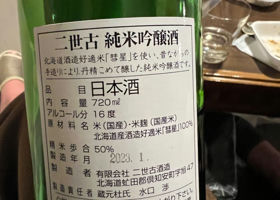 二世古 純米吟醸酒
北海道酒造好適米「彗星」を使い、昔ながらの
手造りにより、丹精こめて醸した純米吟醸酒です。
品目 日本酒
内容量 720㎖
アルコール分 16度
原材料名 米(国産)・米麹(国産米)
北海道産酒造好適米「彗星」100%
精米歩合 50%
製造年月 2023.1.
製造者 有限会社 二世古酒造
北海道虻田郡倶知安町字旭47
製造責任者 蔵元杜氏 水口 渉